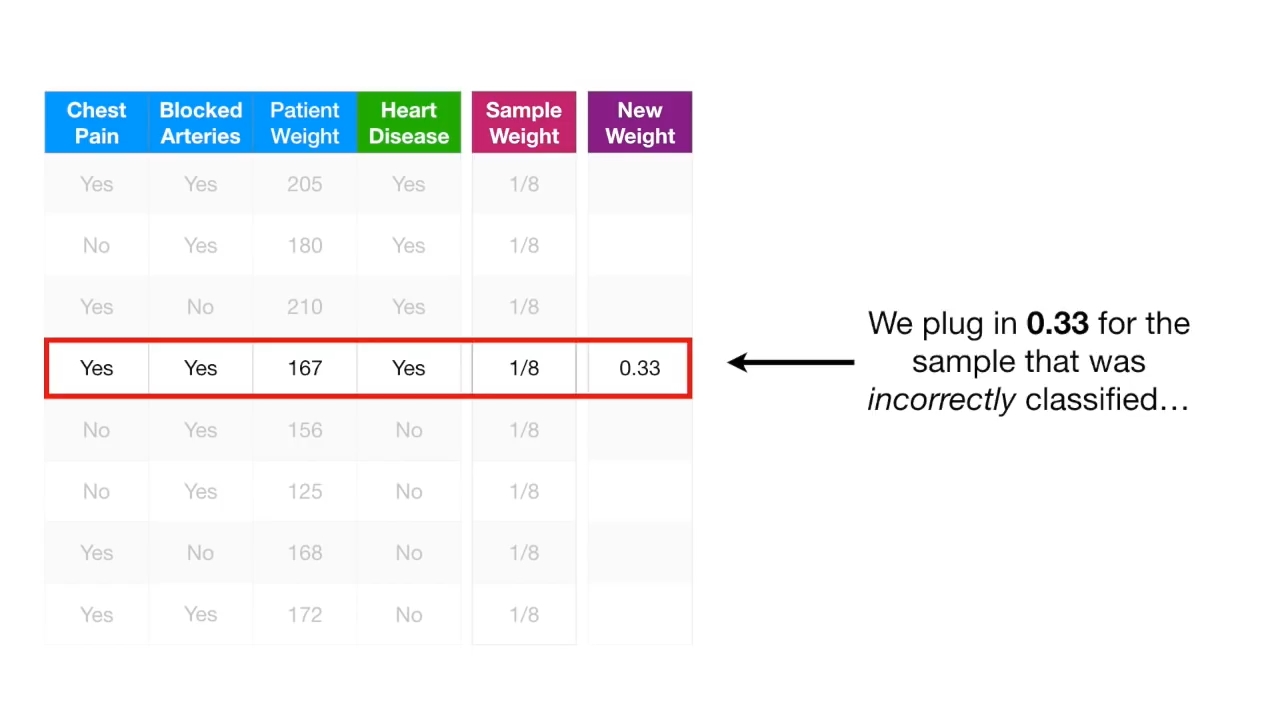 Chest Pain Blocked Arteries Patient Weight Heart Disease Sample Weight New Weight
Yes Yes 205 Yes 1/8
No Yes 180 Yes 1/8
Yes No 210 Yes 1/8
Yes Yes 167 Yes 1/8 0.33
No Yes 156 No 1/8
No Yes 125 No 1/8
Yes No 168 No 1/8
Yes Yes 172 No 1/8
We plug in 0.33 for the
sample that was
incorrectly classified…